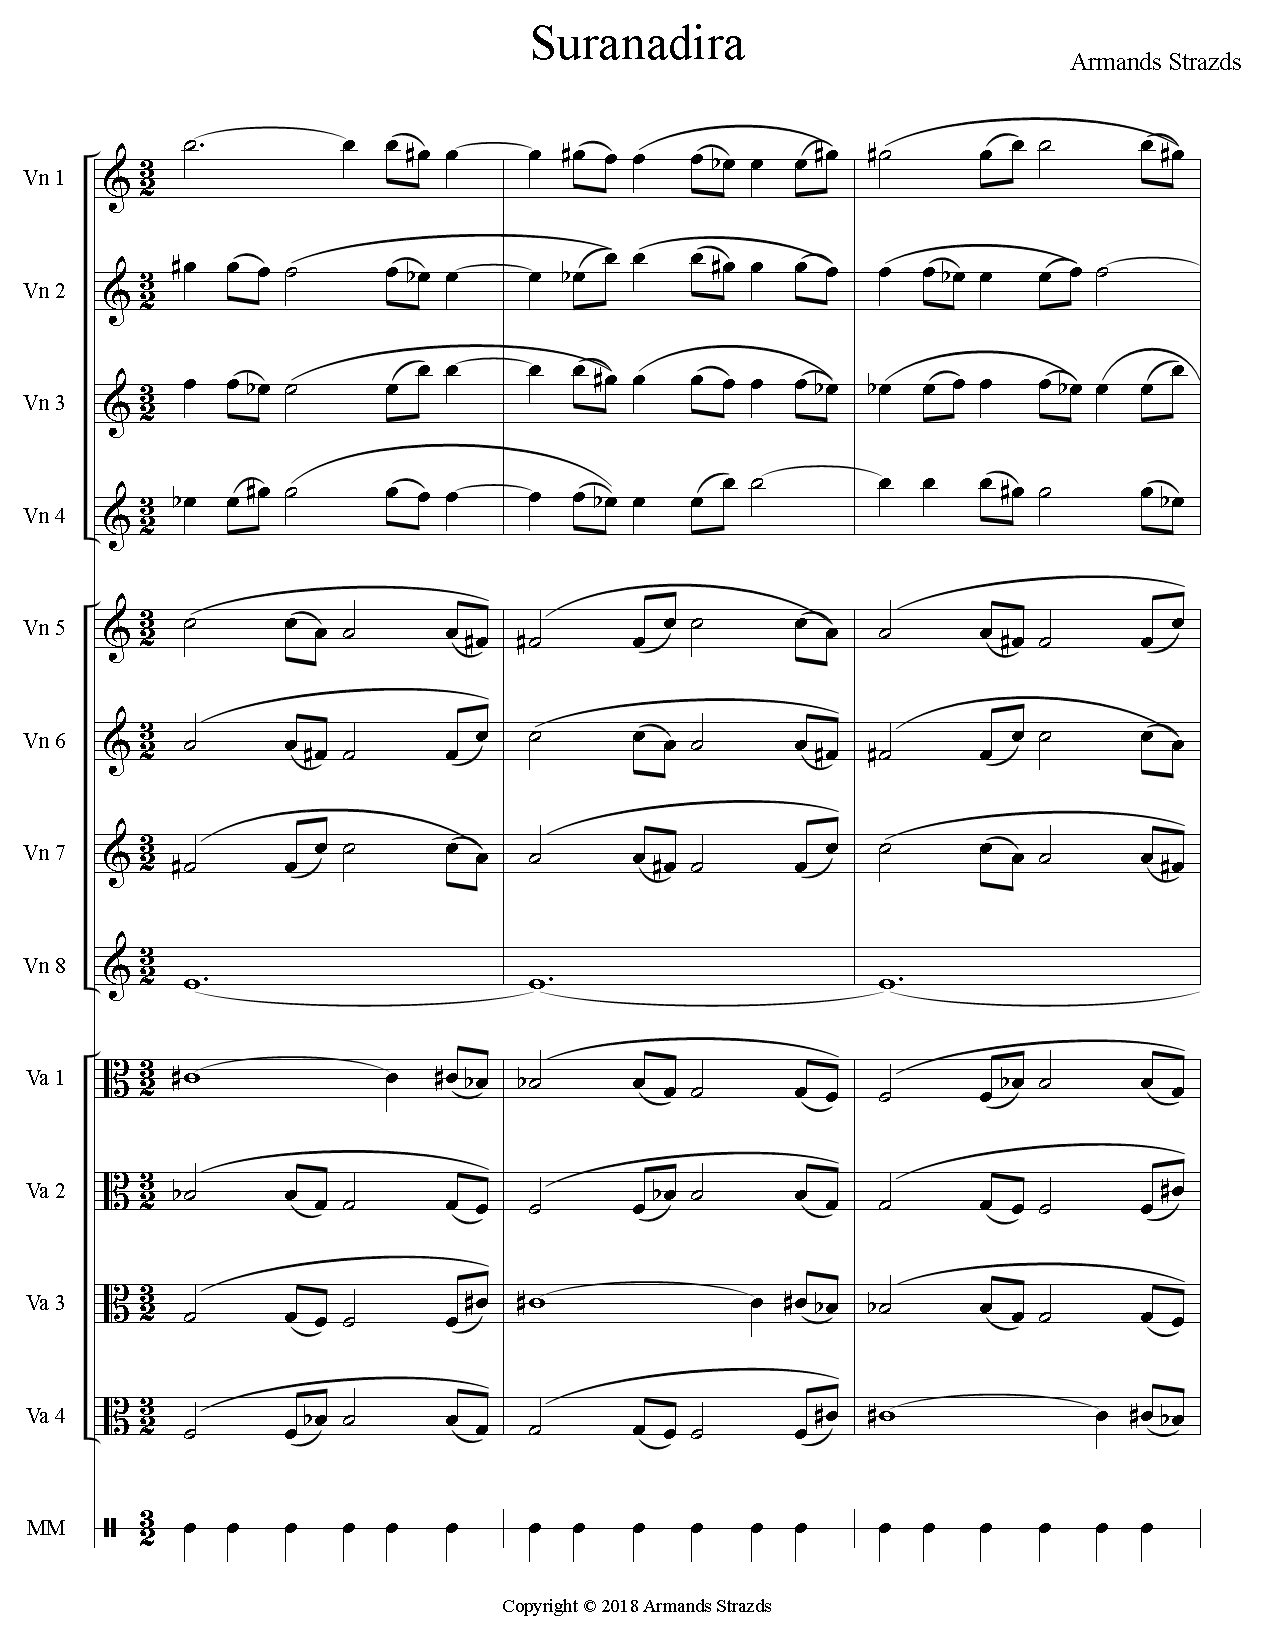 Suranadira
Armands Strazds
Vn 1
Vn 2
Vn 3
Vn 4
Vn 5
Vn 6
Vn 7
Vn 8
Va 1
Va 2
Va 3
Va 4
MM
Copyright © 2018 Armands Strazds